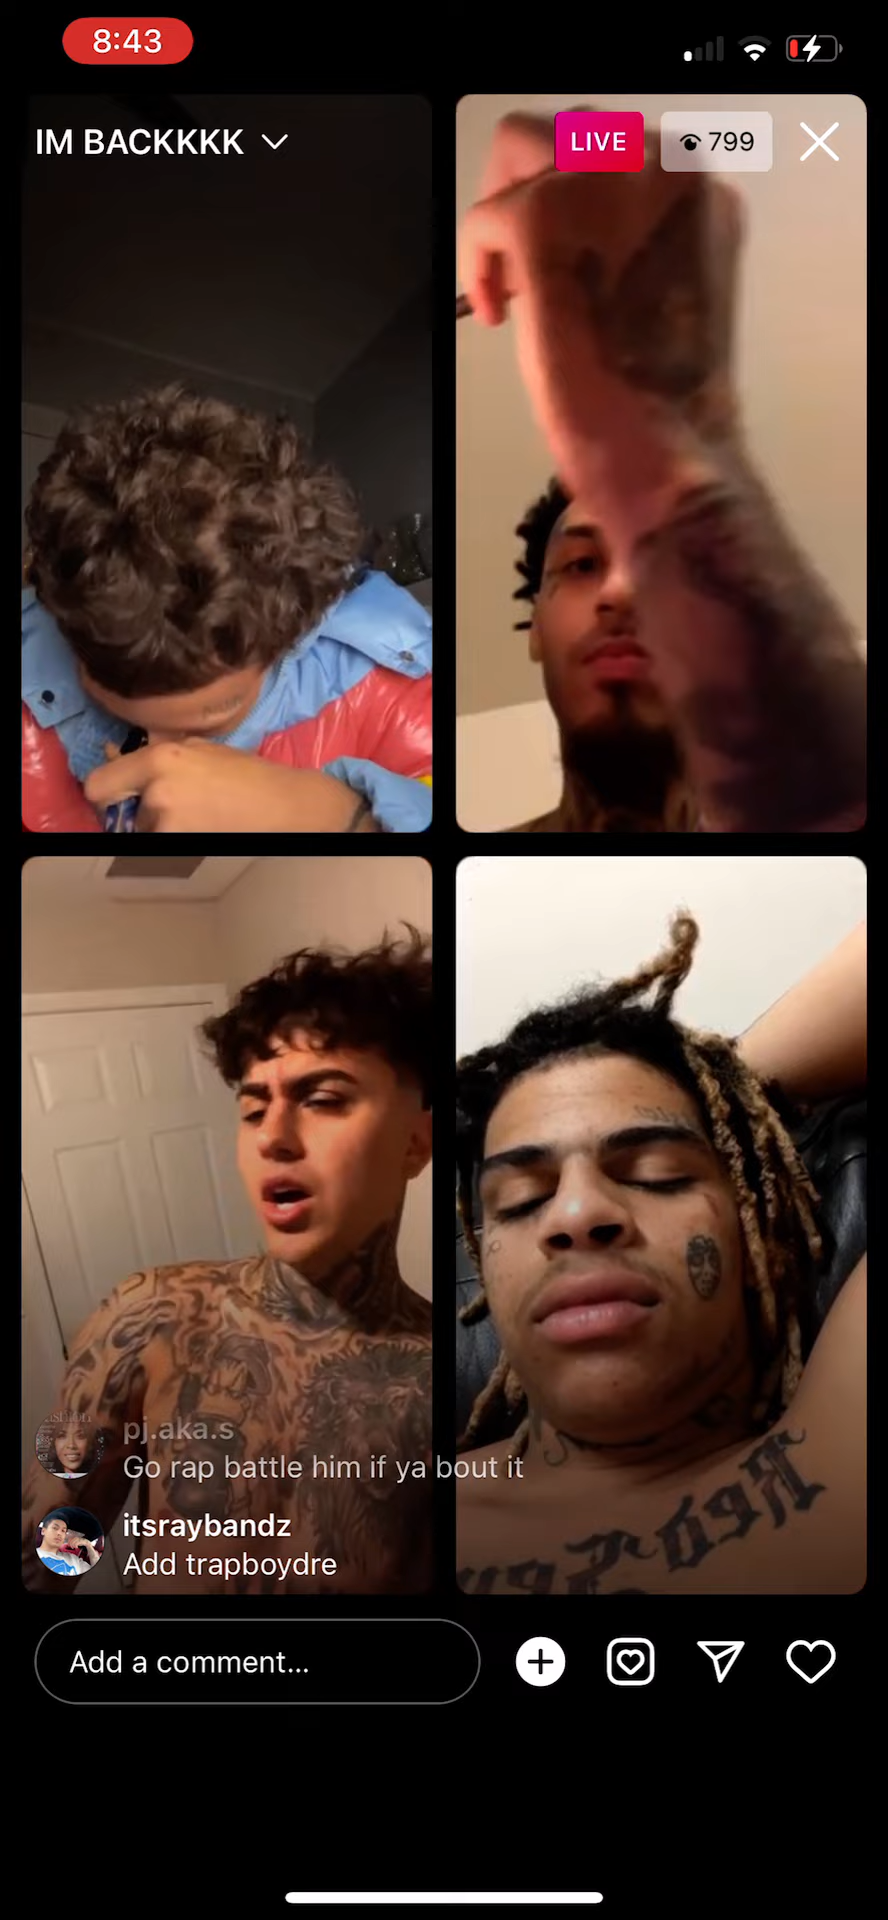 8:43
IM BACKKKK
LIVE
799
pj.aka.s
Go rap battle him if ya bout it
itsraybandz
Add trapboydre
Add a comment...